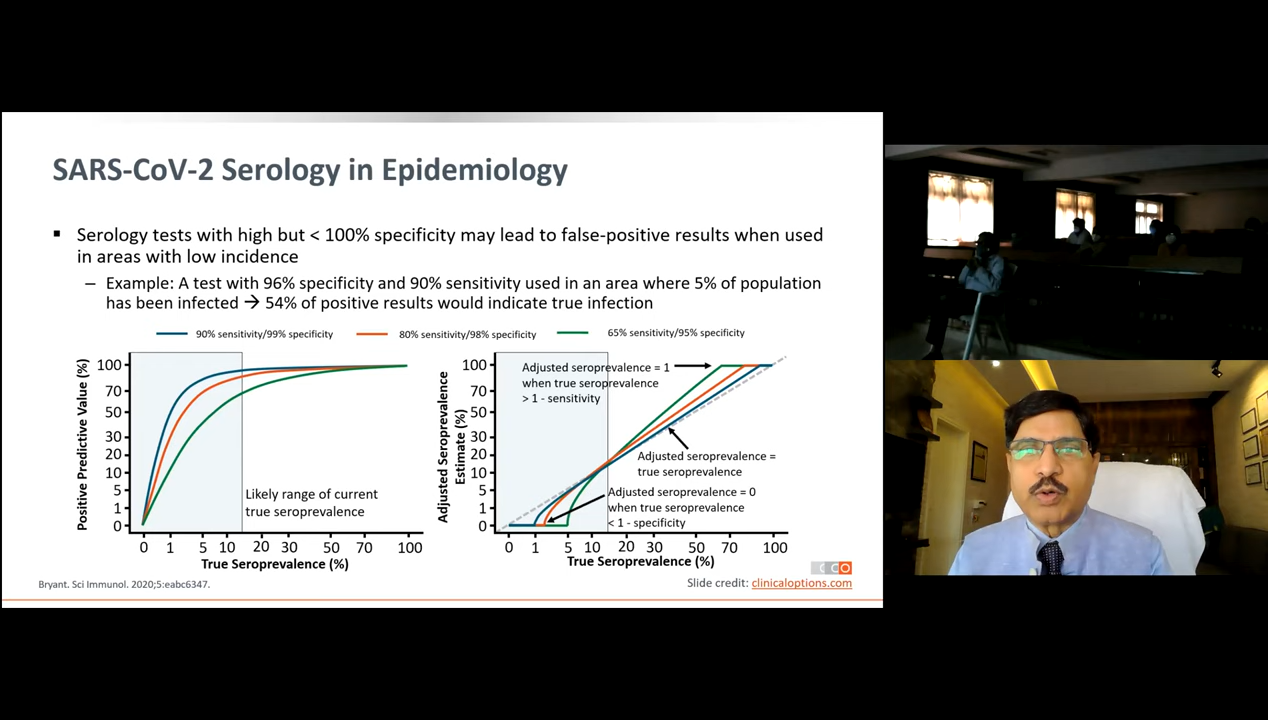 SARS-CoV-2 Serology in Epidemiology
▪ Serology tests with high but < 100% specificity may lead to false-positive results when used
in areas with low incidence
– Example: A test with 96% specificity and 90% sensitivity used in an area where 5% of population
has been infected → 54% of positive results would indicate true infection
90% sensitivity/99% specificity
80% sensitivity/98% specificity
65% sensitivity/95% specificity
Positive Predictive Value (%)
100
70
50
30
20
10
5
1
0
Likely range of current
true seroprevalence
0 1 5 10 20 30 50 70 100
True Seroprevalence (%)
Adjusted Seroprevalence
Estimate (%)
100
70
50
30
20
10
5
1
0
Adjusted seroprevalence = 1
when true seroprevalence
> 1 - sensitivity
Adjusted seroprevalence =
true seroprevalence
Adjusted seroprevalence = 0
when true seroprevalence
< 1 - specificity
0 1 5 10 20 30 50 70 100
True Seroprevalence (%)
Bryant. Sci Immunol. 2020;5:eabc6347.
CCO
Slide credit: clinicaloptions.com